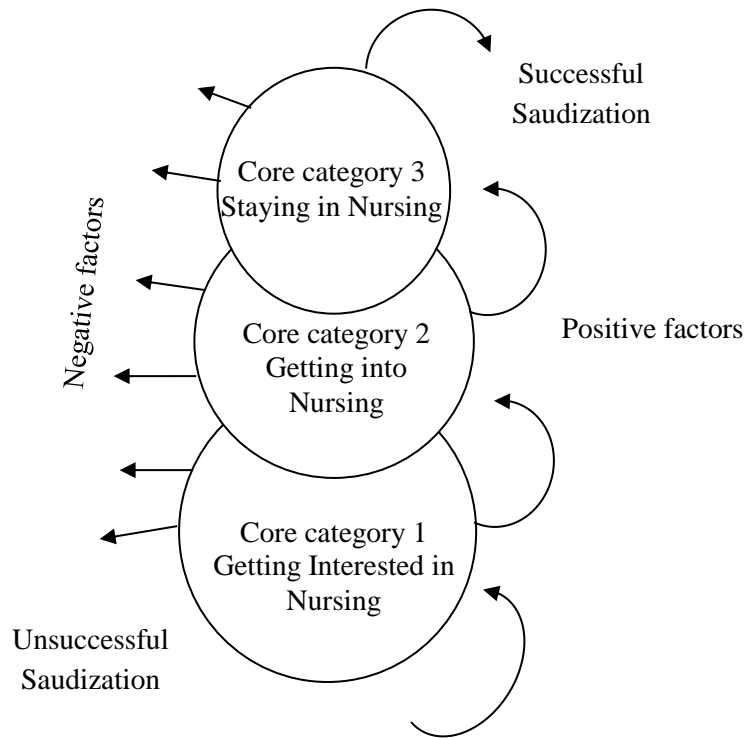 Successful
Saudization
Core category 3
Staying in Nursing
Negative factors
Positive factors
Core category 2
Getting into
Nursing
Core category 1
Getting Interested in
Nursing
Unsuccessful
Saudization